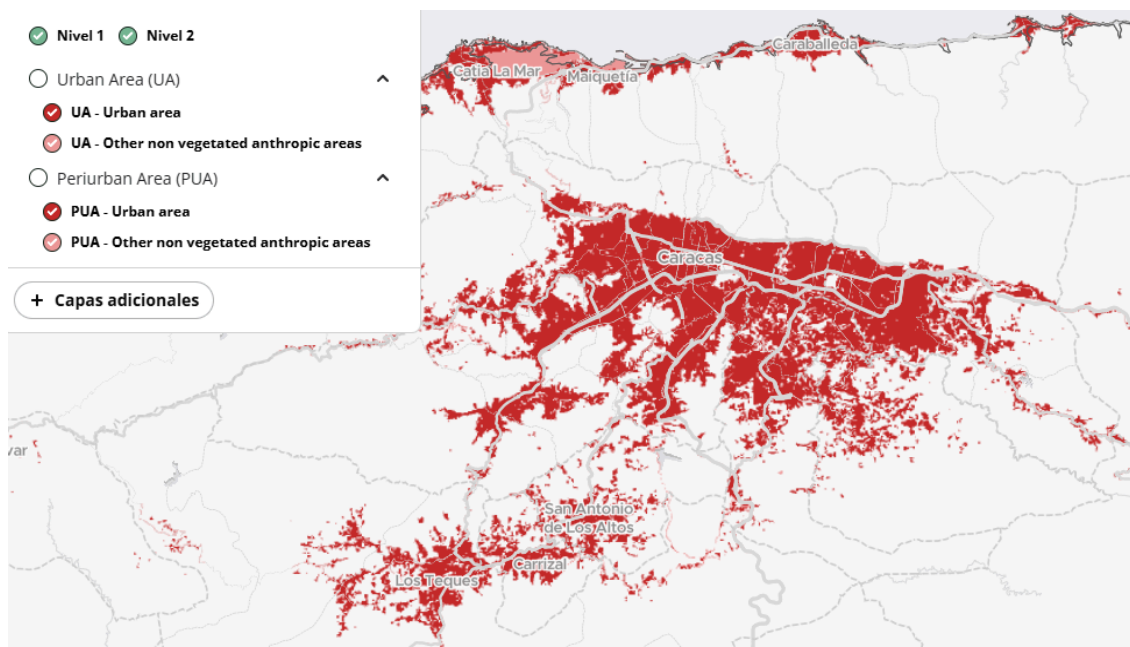 Nivel 1 Nivel 2
Urban Area (UA)
UA - Urban area
UA - Other non vegetated anthropic areas
Periurban Area (PUA)
PUA - Urban area
PUA - Other non vegetated anthropic areas
+ Capas adicionales
Catia La Mar
Maiquetía
Caraballeda
Caracas
var
San Antonio
de Los Altos
Carrizal
Los Teques